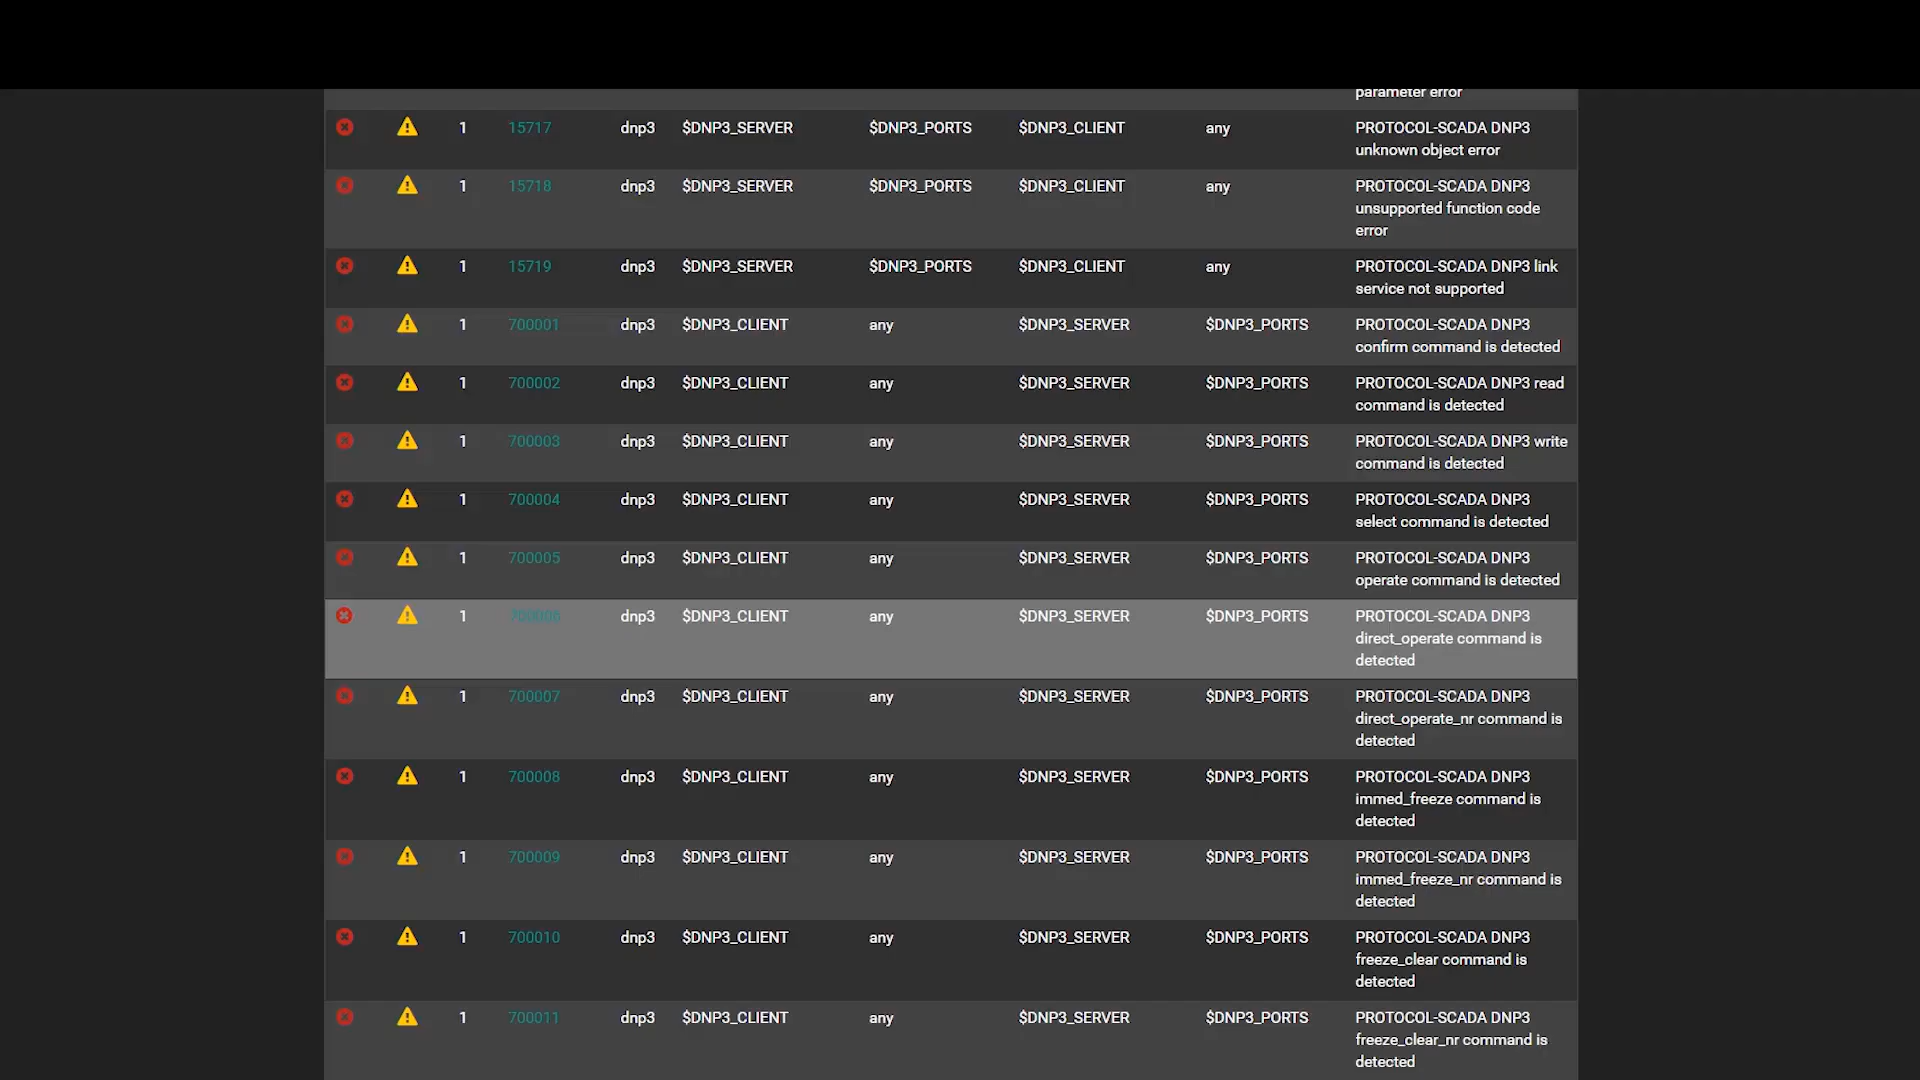 parameter error
1 15717 dnp3 $DNP3_SERVER $DNP3_PORTS $DNP3_CLIENT any PROTOCOL-SCADA DNP3
unknown object error
1 15718 dnp3 $DNP3_SERVER $DNP3_PORTS $DNP3_CLIENT any PROTOCOL-SCADA DNP3
unsupported function code
error
1 15719 dnp3 $DNP3_SERVER $DNP3_PORTS $DNP3_CLIENT any PROTOCOL-SCADA DNP3 link
service not supported
1 700001 dnp3 $DNP3_CLIENT any $DNP3_SERVER $DNP3_PORTS PROTOCOL-SCADA DNP3
confirm command is detected
1 700002 dnp3 $DNP3_CLIENT any $DNP3_SERVER $DNP3_PORTS PROTOCOL-SCADA DNP3 read
command is detected
1 700003 dnp3 $DNP3_CLIENT any $DNP3_SERVER $DNP3_PORTS PROTOCOL-SCADA DNP3 write
command is detected
1 700004 dnp3 $DNP3_CLIENT any $DNP3_SERVER $DNP3_PORTS PROTOCOL-SCADA DNP3
select command is detected
1 700005 dnp3 $DNP3_CLIENT any $DNP3_SERVER $DNP3_PORTS PROTOCOL-SCADA DNP3
operate command is detected
1 700006 dnp3 $DNP3_CLIENT any $DNP3_SERVER $DNP3_PORTS PROTOCOL-SCADA DNP3
direct_operate command is
detected
1 700007 dnp3 $DNP3_CLIENT any $DNP3_SERVER $DNP3_PORTS PROTOCOL-SCADA DNP3
direct_operate_nr command is
detected
1 700008 dnp3 $DNP3_CLIENT any $DNP3_SERVER $DNP3_PORTS PROTOCOL-SCADA DNP3
immed_freeze command is
detected
1 700009 dnp3 $DNP3_CLIENT any $DNP3_SERVER $DNP3_PORTS PROTOCOL-SCADA DNP3
immed_freeze_nr command is
detected
1 700010 dnp3 $DNP3_CLIENT any $DNP3_SERVER $DNP3_PORTS PROTOCOL-SCADA DNP3
freeze_clear command is
detected
1 700011 dnp3 $DNP3_CLIENT any $DNP3_SERVER $DNP3_PORTS PROTOCOL-SCADA DNP3
freeze_clear_nr command is
detected